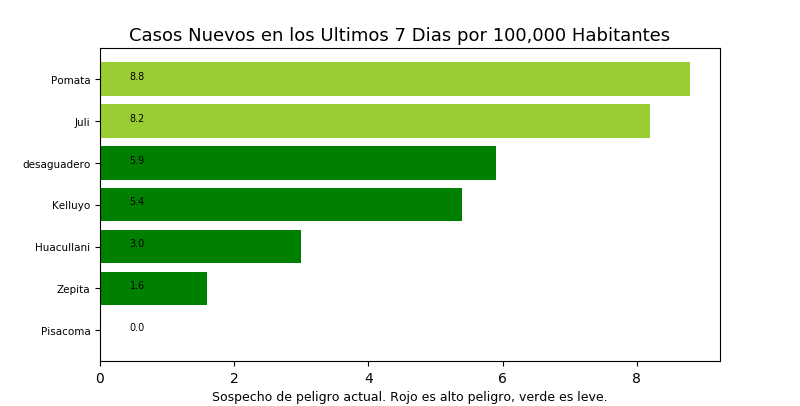 Casos Nuevos en los Ultimos 7 Dias por 100,000 Habitantes
Pomata 8.8
Juli 8.2
desaguadero 5.9
Kelluyo 5.4
Huacullani 3.0
Zepita 1.6
Pisacoma 0.0
0 2 4 6 8
Sospecho de peligro actual. Rojo es alto peligro, verde es leve.